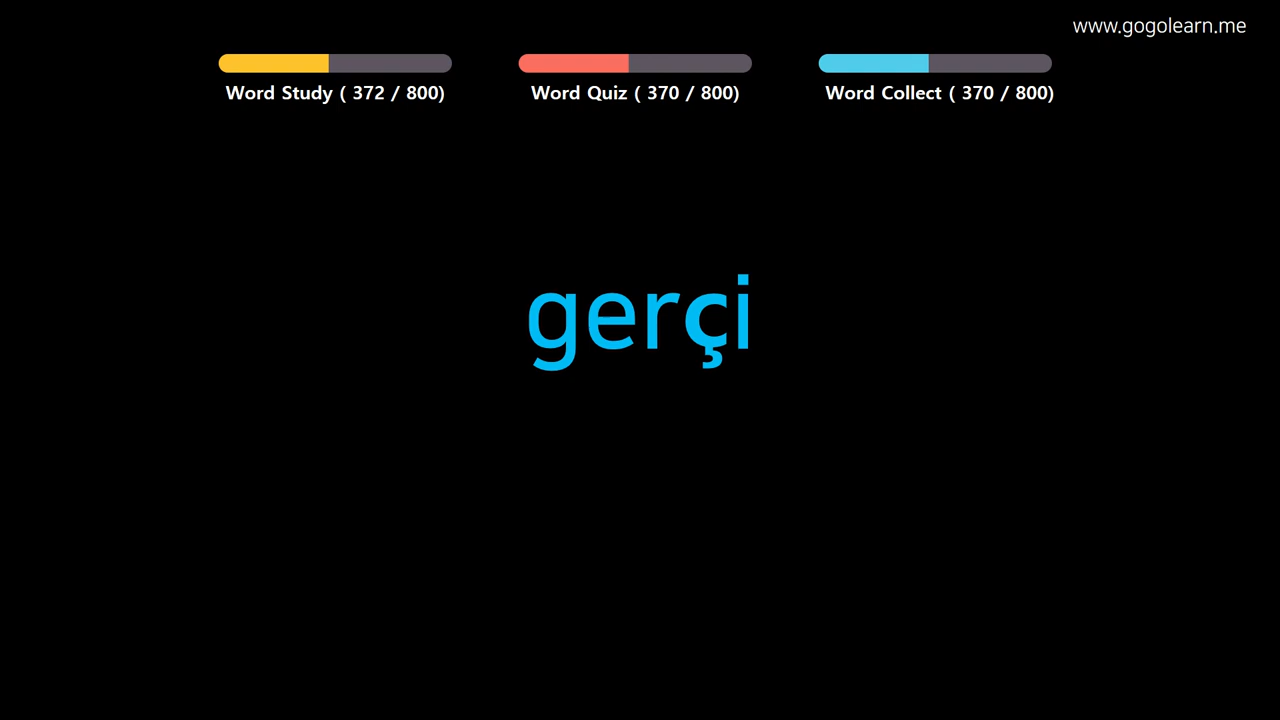 www.gogolearn.me
Word Study ( 372 / 800)
Word Quiz ( 370 / 800)
Word Collect ( 370 / 800)
gerçi